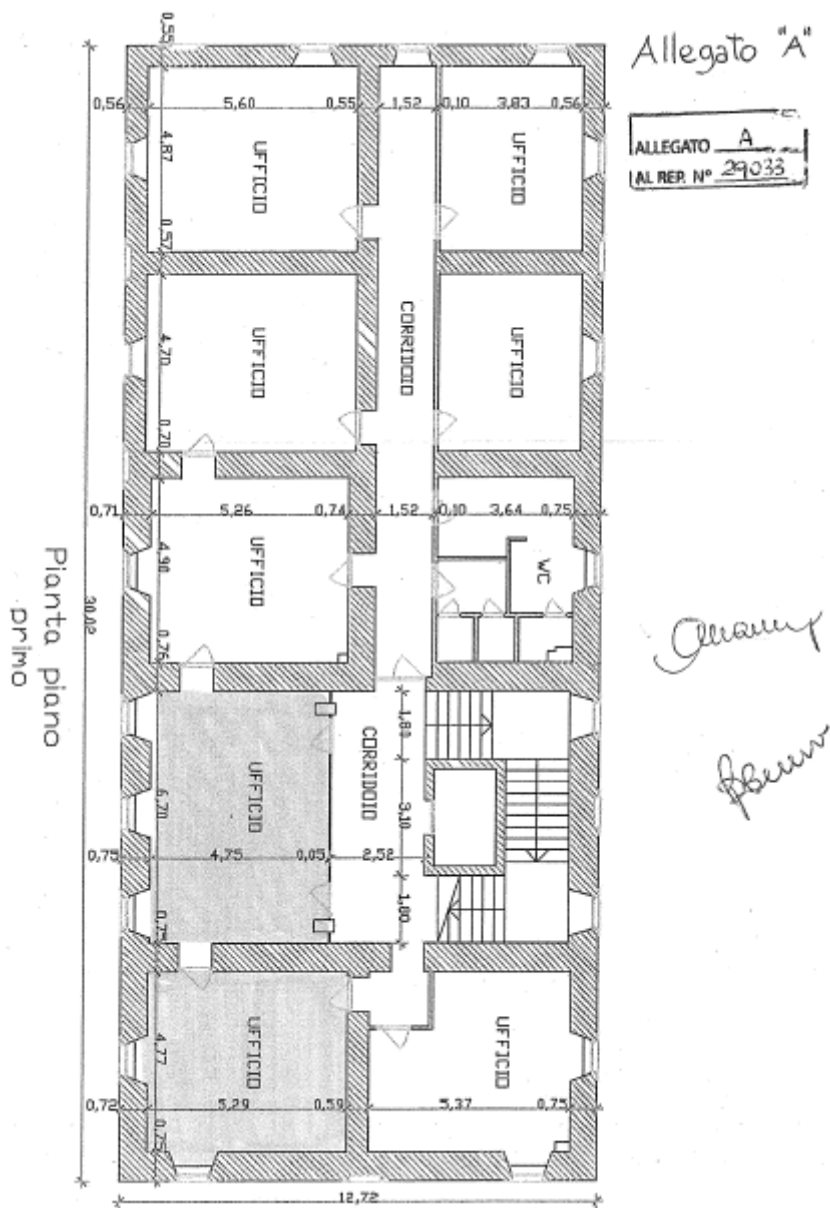 Allegato "A"
ALLEGATO A
AL REP. N° 29033
0,55
0,56 5,60 0,55 1,52 0,10 3,83 0,56
4,87
UFFICIO
UFFICIO
0,57
4,70
UFFICIO
CORRIDOIO
UFFICIO
0,70
0,71 5,26 0,74 1,52 0,10 3,64 0,75
4,90
UFFICIO
WC
0,76
30,02
Pianta piano
primo
1,80
UFFICIO
CORRIDOIO
6,70
3,10
0,75 4,75 0,05 2,52
1,80
0,75
4,77
UFFICIO
UFFICIO
0,72 5,29 0,59 5,37 0,75
0,75
12,72